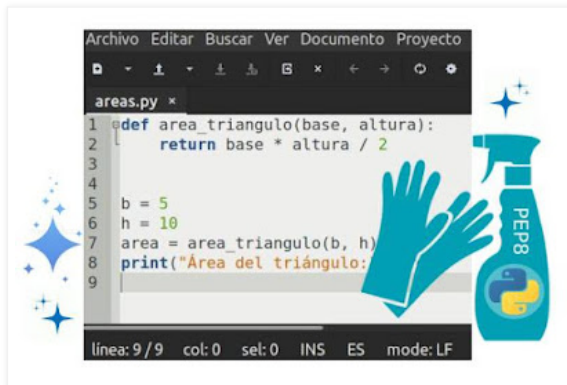 Archivo Editar Buscar Ver Documento Proyecto
areas.py ×
1 def area_triangulo(base, altura):
2 return base * altura / 2
3
4
5 b = 5
6 h = 10
7 area = area_triangulo(b, h)
8 print("Área del triángulo:
9
PEP8
línea: 9 / 9 col: 0 sel: 0 INS ES mode: LF